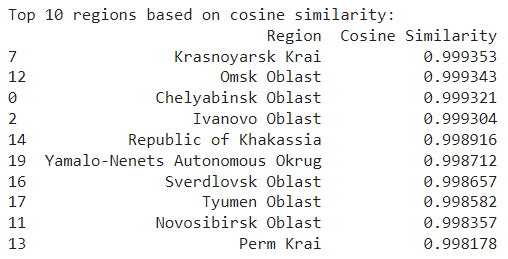 Top 10 regions based on cosine similarity:
Region Cosine Similarity
7 Krasnoyarsk Krai 0.999353
12 Omsk Oblast 0.999343
0 Chelyabinsk Oblast 0.999321
2 Ivanovo Oblast 0.999304
14 Republic of Khakassia 0.998916
19 Yamalo-Nenets Autonomous Okrug 0.998712
16 Sverdlovsk Oblast 0.998657
17 Tyumen Oblast 0.998582
11 Novosibirsk Oblast 0.998357
13 Perm Krai 0.998178